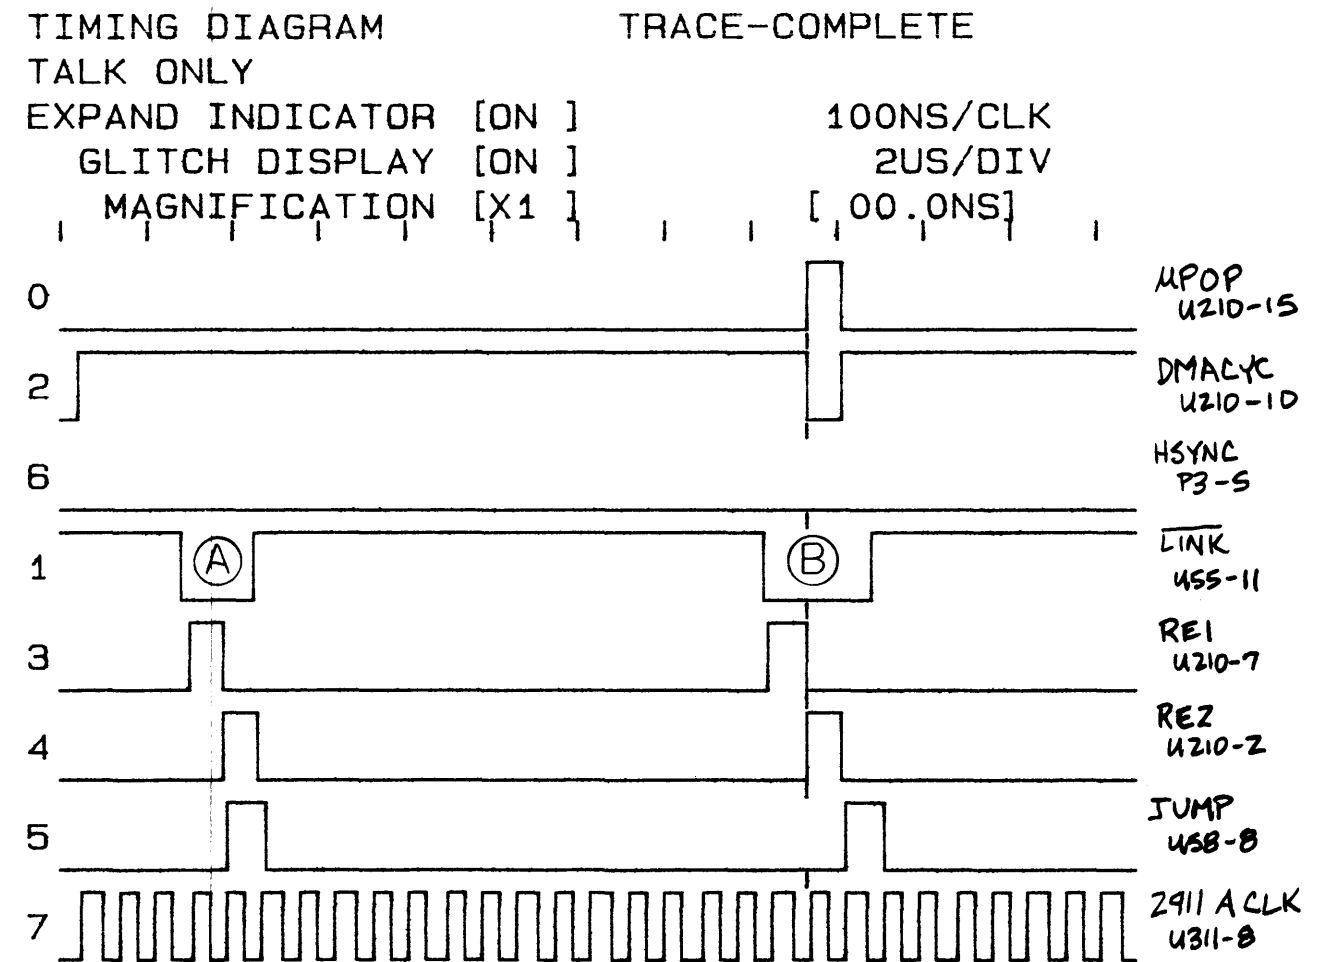 TIMING DIAGRAM TRACE-COMPLETE
TALK ONLY
EXPAND INDICATOR [ON ] 100NS/CLK
GLITCH DISPLAY [ON ] 2US/DIV
MAGNIFICATION [X1 ] [ 00.0NS]
0 μPOP
U210-15
2 DMACYC
U210-10
6 HSYNC
P3-5
1 A B LINK
U55-11
3 RE1
U210-7
4 RE2
U210-2
5 JUMP
U58-8
7 2911 A CLK
U311-8